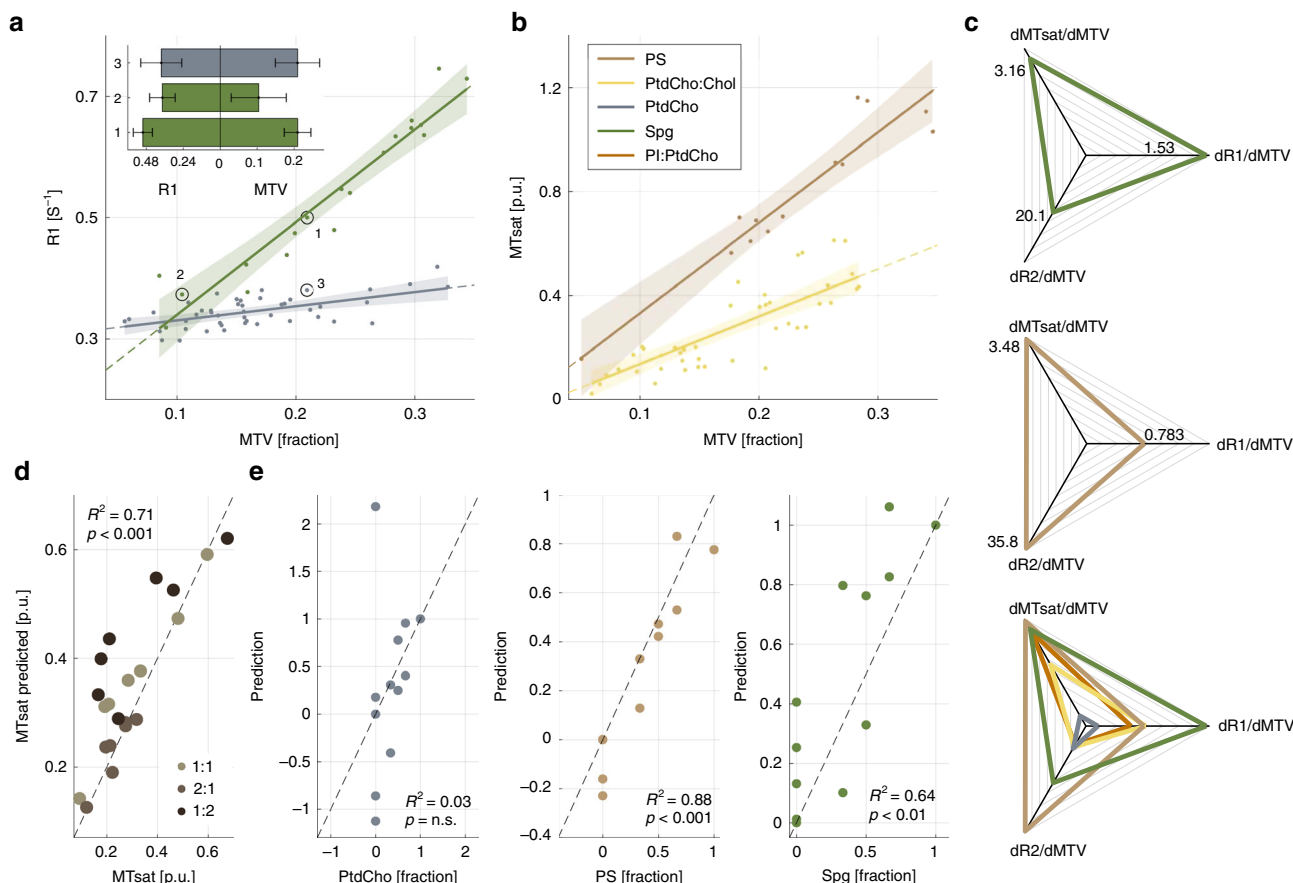 a
0.7
0.5
0.3
R1 [S⁻¹]
0.1
0.2
0.3
MTV [fraction]
3
2
1
0.48
0.24
0
0.1
0.2
R1
MTV
1
2
3
b
1.2
0.8
0.4
0
MTsat [p.u.]
0.1
0.2
0.3
MTV [fraction]
PS
PtdCho:Chol
PtdCho
Spg
PI:PtdCho
c
dMTsat/dMTV
3.16
1.53
dR1/dMTV
20.1
dR2/dMTV
dMTsat/dMTV
3.48
0.783
dR1/dMTV
35.8
dR2/dMTV
dMTsat/dMTV
dR1/dMTV
dR2/dMTV
d
R² = 0.71
p < 0.001
0.6
0.4
0.2
MTsat predicted [p.u.]
1:1
2:1
1:2
0.2
0.4
0.6
MTsat [p.u.]
e
2
1
0
−1
Prediction
R² = 0.03
p = n.s.
−1
0
1
2
PtdCho [fraction]
1
0.8
0.6
0.4
0.2
0
−0.2
−0.4
Prediction
R² = 0.88
p < 0.001
0
0.5
1
PS [fraction]
1
0.8
0.6
0.4
0.2
0
Prediction
R² = 0.64
p < 0.01
0
0.5
1
Spg [fraction]